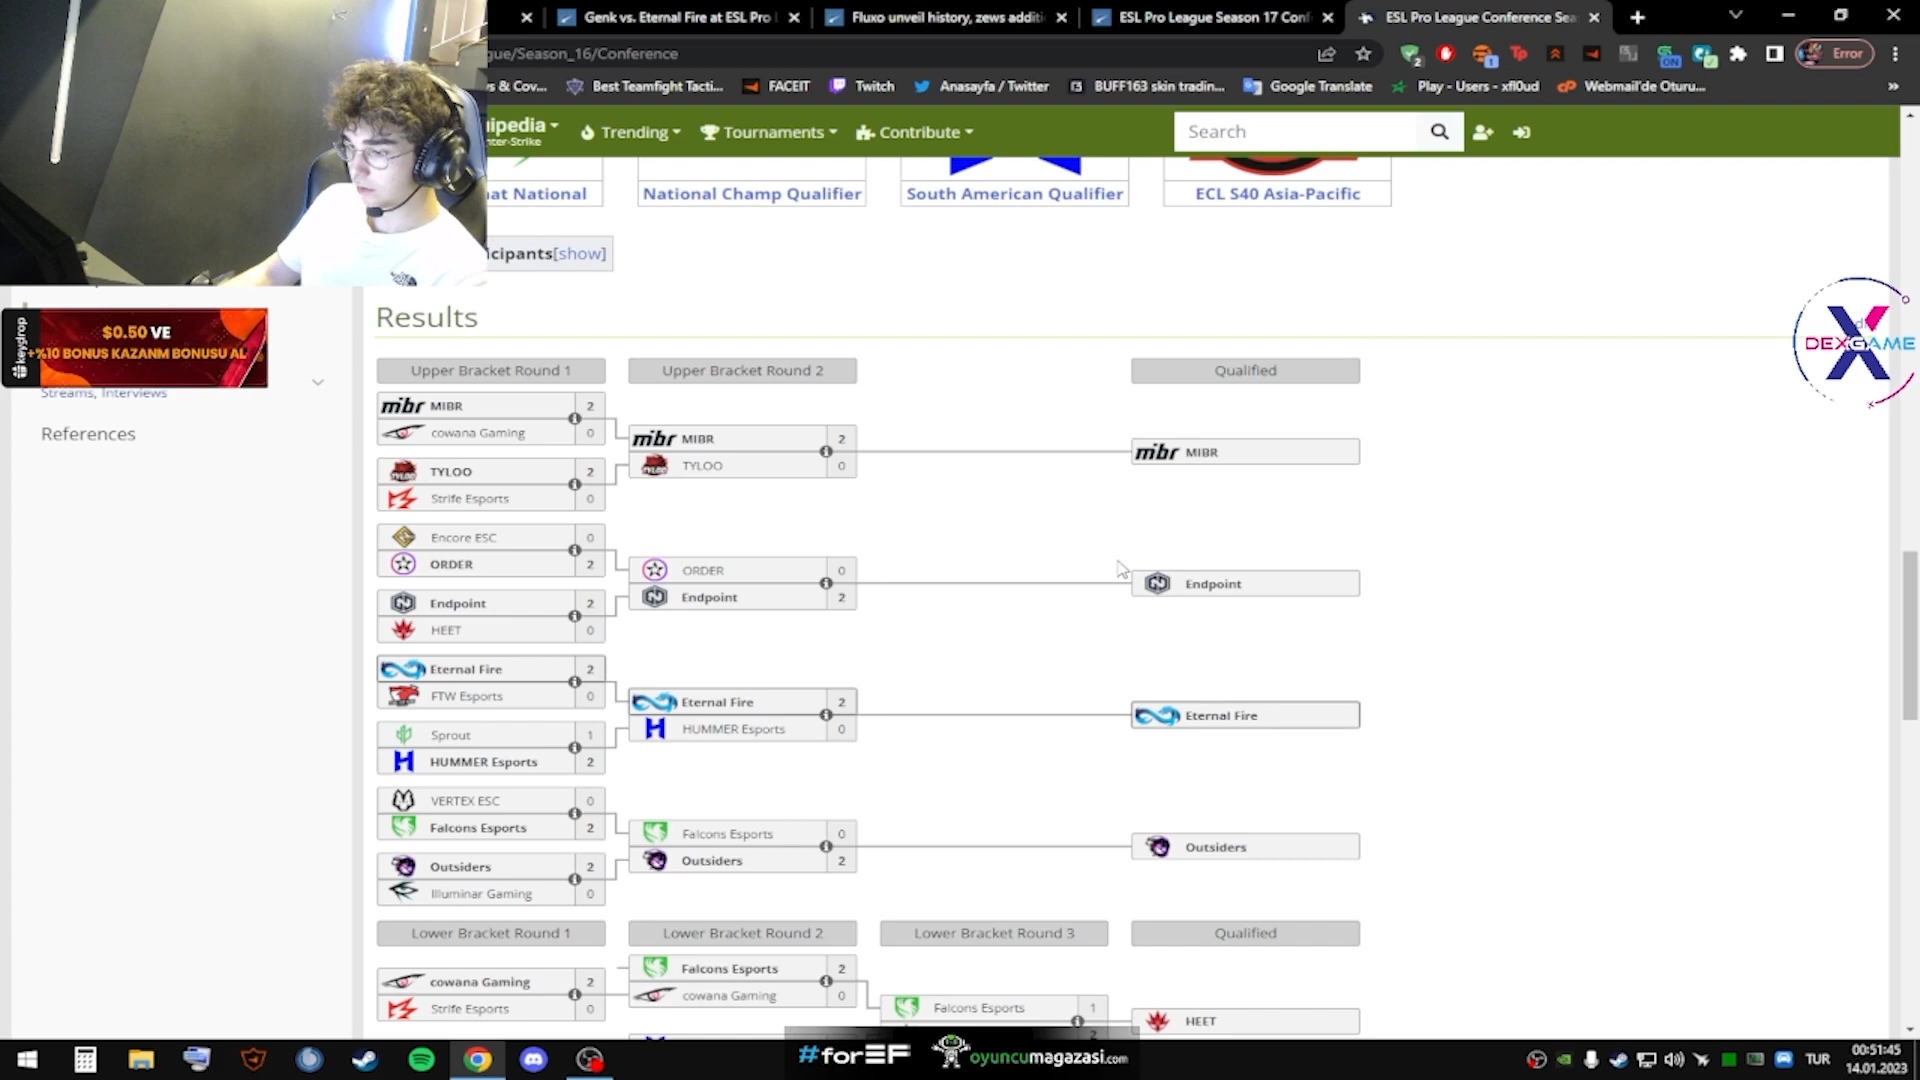 Genk vs. Eternal Fire at ESL Pro
Fluxo unveil history, zews additi
ESL Pro League Season 17 Conf
ESL Pro League Conference Sea
gue/Season_16/Conference
2
1
ON
Error
s & Cov...
Best Teamfight Tacti...
FACEIT
Twitch
Anasayfa / Twitter
BUFF163 skin tradin...
Google Translate
Play - Users - xfl0ud
Webmail'de Oturu...
»
uipedia
nter-Strike
Trending
Tournaments
Contribute
Search
at National
National Champ Qualifier
South American Qualifier
ECL S40 Asia-Pacific
icipants[show]
Results
keydrop
$0.50 VE
+%10 BONUS KAZANM BONUSU AL
Streams, Interviews
References
DEXGAME
Upper Bracket Round 1
Upper Bracket Round 2
Qualified
mibr MIBR 2
cowana Gaming 0
mibr MIBR 2
TYLOO 0
mibr MIBR
TYLOO 2
Strife Esports 0
Encore ESC 0
ORDER 2
ORDER 0
Endpoint 2
Endpoint
Endpoint 2
HEET 0
Eternal Fire 2
FTW Esports 0
Eternal Fire 2
HUMMER Esports 0
Eternal Fire
Sprout 1
HUMMER Esports 2
VERTEX ESC 0
Falcons Esports 2
Falcons Esports 0
Outsiders 2
Outsiders
Outsiders 2
Illuminar Gaming 0
Lower Bracket Round 1
Lower Bracket Round 2
Lower Bracket Round 3
Qualified
cowana Gaming 2
Strife Esports 0
Falcons Esports 2
cowana Gaming 0
Falcons Esports 1
2
HEET
#forEF
oyuncumagazasi.com
TUR
00:51:45
14.01.2023